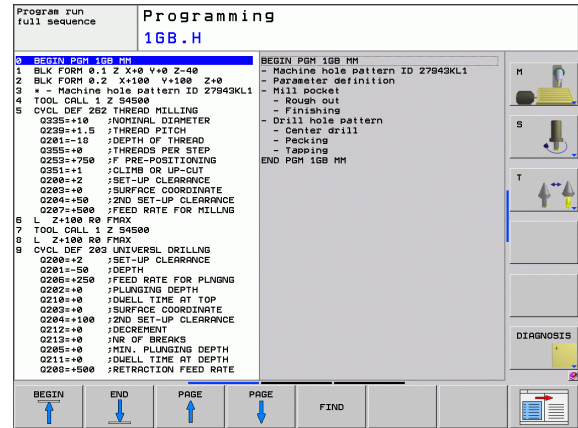 Program run
full sequence
Programming
1GB.H
0 BEGIN PGM 1GB MM
1 BLK FORM 0.1 Z X+0 Y+0 Z-40
2 BLK FORM 0.2 X+100 Y+100 Z+0
3 * - Machine hole pattern ID 27943KL1
4 TOOL CALL 1 Z S4500
5 CYCL DEF 262 THREAD MILLING
Q335=+10 ;NOMINAL DIAMETER
Q239=+1.5 ;THREAD PITCH
Q201=-18 ;DEPTH OF THREAD
Q355=+0 ;THREADS PER STEP
Q253=+750 ;F PRE-POSITIONING
Q351=+1 ;CLIMB OR UP-CUT
Q200=+2 ;SET-UP CLEARANCE
Q203=+0 ;SURFACE COORDINATE
Q204=+50 ;2ND SET-UP CLEARANCE
Q207=+500 ;FEED RATE FOR MILLNG
6 L Z+100 R0 FMAX
7 TOOL CALL 1 Z S4500
8 L Z+100 R0 FMAX
9 CYCL DEF 203 UNIVERSL DRILLNG
Q200=+2 ;SET-UP CLEARANCE
Q201=-50 ;DEPTH
Q206=+250 ;FEED RATE FOR PLNGNG
Q202=+0 ;PLUNGING DEPTH
Q210=+0 ;DWELL TIME AT TOP
Q203=+0 ;SURFACE COORDINATE
Q204=+100 ;2ND SET-UP CLEARANCE
Q212=+0 ;DECREMENT
Q213=+0 ;NR OF BREAKS
Q205=+0 ;MIN. PLUNGING DEPTH
Q211=+0 ;DWELL TIME AT DEPTH
Q208=+500 ;RETRACTION FEED RATE
BEGIN PGM 1GB MM
- Machine hole pattern ID 27943KL1
- Parameter definition
- Mill pocket
- Rough out
- Finishing
- Drill hole pattern
- Center drill
- Pecking
- Tapping
END PGM 1GB MM
M
S
T
DIAGNOSIS
BEGIN
END
PAGE
PAGE
FIND